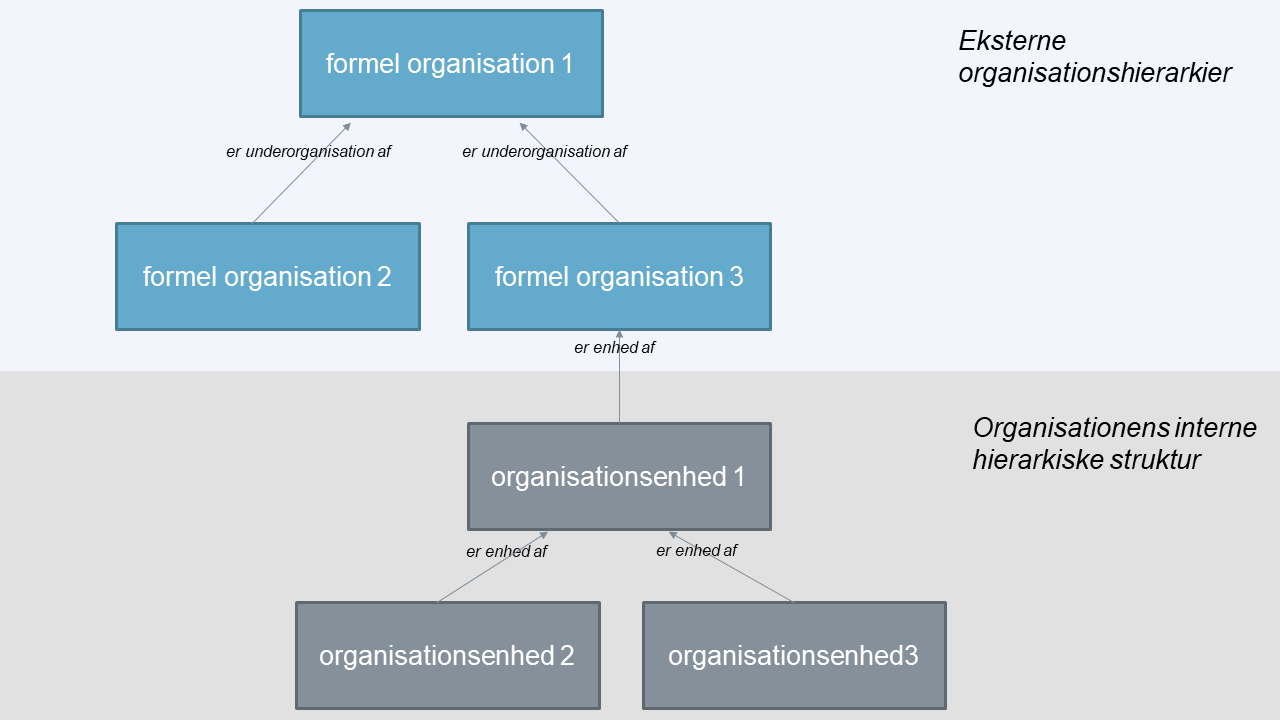 formel organisation 1
Eksterne
organisationshierarkier
er underorganisation af
er underorganisation af
formel organisation 2
formel organisation 3
er enhed af
Organisationens interne
hierarkiske struktur
organisationsenhed 1
er enhed af
er enhed af
organisationsenhed 2
organisationsenhed3